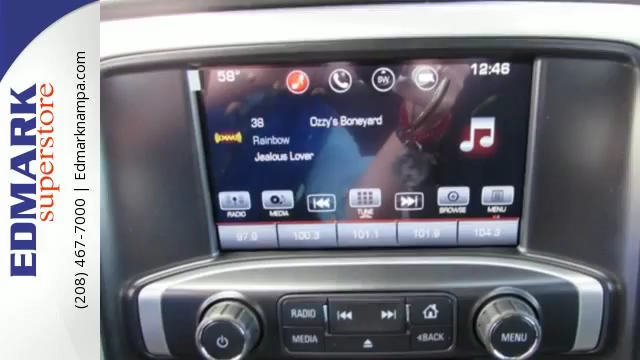 EDMARK
superstore
(208) 467-7000 | Edmarknampa.com
58°
SW
12:46
38
Ozzy's Boneyard
Rainbow
Jealous Lover
RADIO
MEDIA
TUNE
BROWSE
MENU
97.9
100.3
101.1
101.9
104.3
RADIO
MEDIA
BACK
MENU